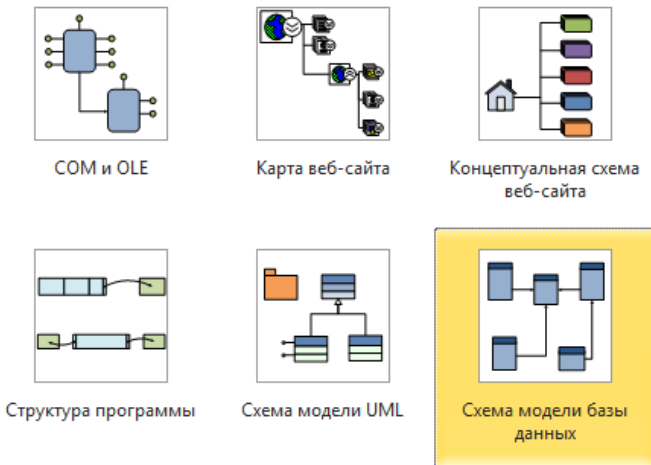 COM и OLE
Карта веб-сайта
Концептуальная схема
веб-сайта
Структура программы
Схема модели UML
Схема модели базы
данных